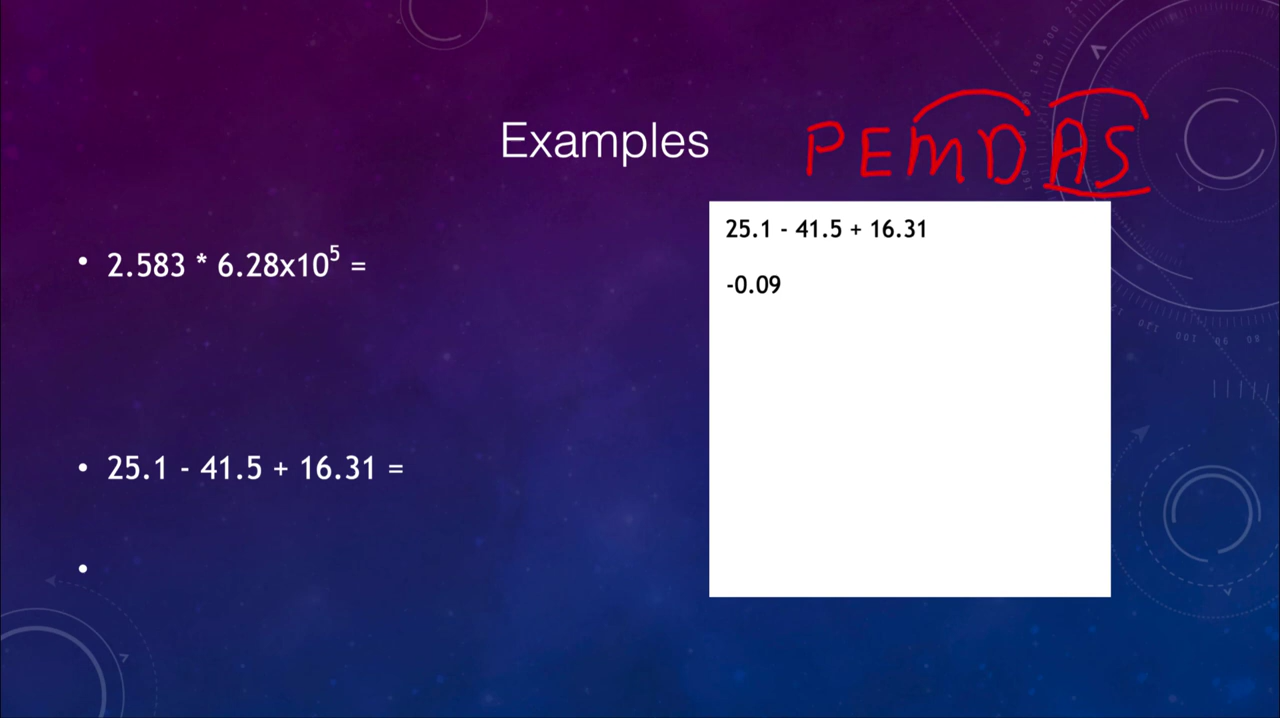 Examples
PEMDAS
• 2.583 * 6.28x10⁵ =
• 25.1 - 41.5 + 16.31 =
•
25.1 - 41.5 + 16.31
-0.09